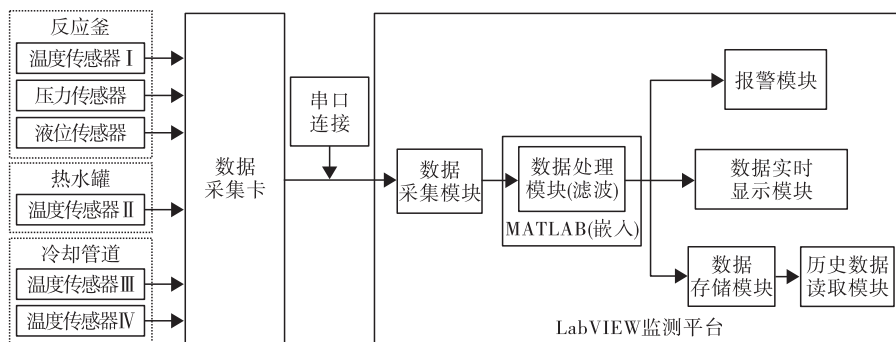 反应釜
温度传感器Ⅰ
压力传感器
液位传感器
热水罐
温度传感器Ⅱ
冷却管道
温度传感器Ⅲ
温度传感器Ⅳ
数据
采集卡
串口
连接
数据
采集模块
数据处理
模块(滤波)
MATLAB(嵌入)
报警模块
数据实时
显示模块
数据
存储模块
历史数据
读取模块
LabVIEW监测平台